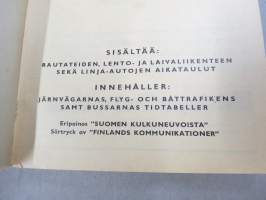 SISÄLTÄÄ:
RAUTATEIDEN, LENTO- JA LAIVALIIKENTEEN
SEKÄ LINJA-AUTOJEN AIKATAULUT
INNEHÅLLER:
JÄRNVÄGARNAS, FLYG- OCH BÅTTRAFIKENS
SAMT BUSSARNAS TIDTABELLER
Eripainos "SUOMEN KULKUNEUVOISTA"
Särtryck av "FINLANDS KOMMUNIKATIONER"